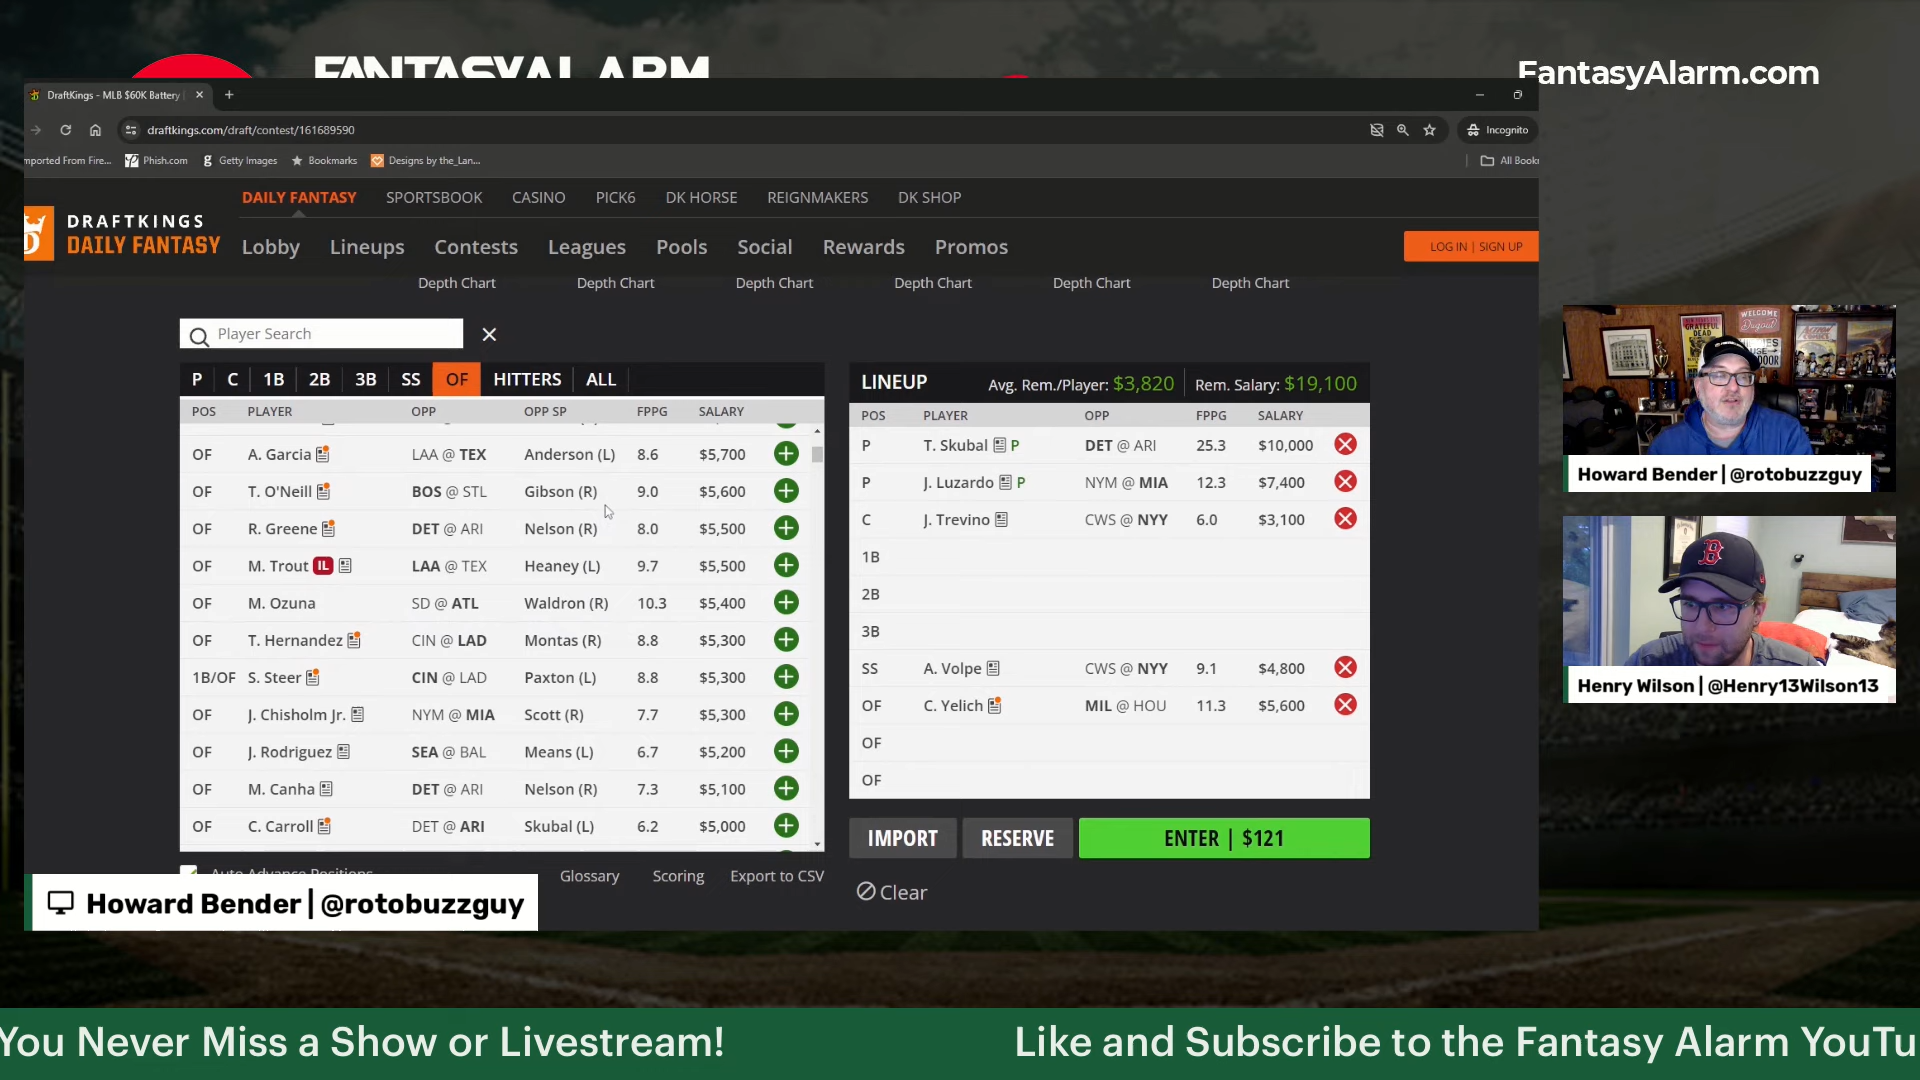 FANTASYALARM
FantasyAlarm.com
DraftKings - MLB $60K Battery
draftkings.com/draft/contest/161689590
Incognito
mported From Fire...
Phish.com
Getty Images
Bookmarks
Designs by the_Lan...
All Book
DAILY FANTASY SPORTSBOOK CASINO PICK6 DK HORSE REIGNMAKERS DK SHOP
DRAFTKINGS
DAILY FANTASY
Lobby Lineups Contests Leagues Pools Social Rewards Promos
LOG IN | SIGN UP
Depth Chart Depth Chart Depth Chart Depth Chart Depth Chart Depth Chart
Player Search
P C 1B 2B 3B SS OF HITTERS ALL
POS PLAYER OPP OPP SP FPPG SALARY
OF A. Garcia LAA @ TEX Anderson (L) 8.6 $5,700
OF T. O'Neill BOS @ STL Gibson (R) 9.0 $5,600
OF R. Greene DET @ ARI Nelson (R) 8.0 $5,500
OF M. Trout IL LAA @ TEX Heaney (L) 9.7 $5,500
OF M. Ozuna SD @ ATL Waldron (R) 10.3 $5,400
OF T. Hernandez CIN @ LAD Montas (R) 8.8 $5,300
1B/OF S. Steer CIN @ LAD Paxton (L) 8.8 $5,300
OF J. Chisholm Jr. NYM @ MIA Scott (R) 7.7 $5,300
OF J. Rodriguez SEA @ BAL Means (L) 6.7 $5,200
OF M. Canha DET @ ARI Nelson (R) 7.3 $5,100
OF C. Carroll DET @ ARI Skubal (L) 6.2 $5,000
Auto Advance Positions
Glossary Scoring Export to CSV
LINEUP Avg. Rem./Player: $3,820 Rem. Salary: $19,100
POS PLAYER OPP FPPG SALARY
P T. Skubal P DET @ ARI 25.3 $10,000
P J. Luzardo P NYM @ MIA 12.3 $7,400
C J. Trevino CWS @ NYY 6.0 $3,100
1B
2B
3B
SS A. Volpe CWS @ NYY 9.1 $4,800
OF C. Yelich MIL @ HOU 11.3 $5,600
OF
OF
IMPORT RESERVE ENTER | $121
Clear
WELCOME
Dugout
GRATEFUL
DEAD
Howard Bender | @rotobuzzguy
B
Henry Wilson | @Henry13Wilson13
Howard Bender | @rotobuzzguy
You Never Miss a Show or Livestream! Like and Subscribe to the Fantasy Alarm YouTu